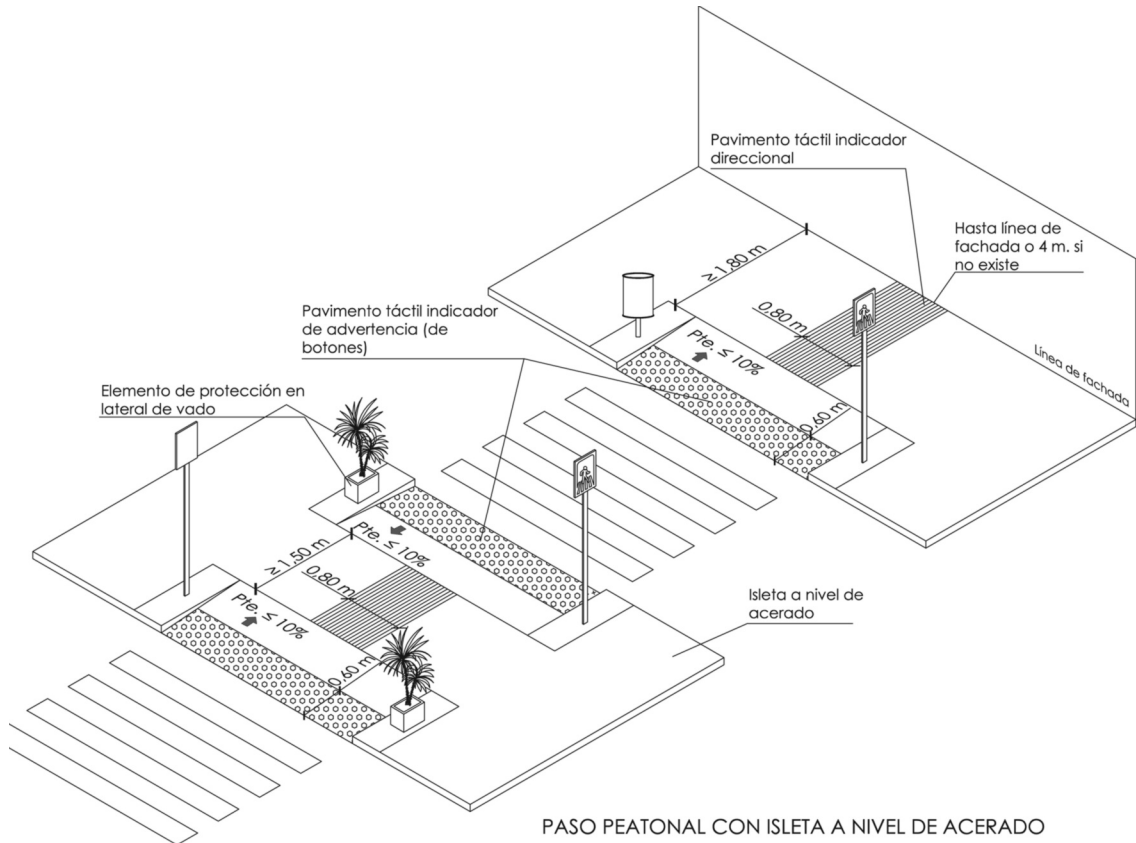 Pavimento táctil indicador
direccional
Hasta línea de
fachada o 4 m. si
no existe
≥1,80 m
0,80 m
Pavimento táctil indicador
de advertencia (de
botones)
Pte. ≤ 10%
Línea de fachada
Elemento de protección en
lateral de vado
0,60 m
Pte. ≤ 10%
≥1,50 m
0,80 m
Isleta a nivel de
acerado
Pte. ≤ 10%
0,60 m
PASO PEATONAL CON ISLETA A NIVEL DE ACERADO